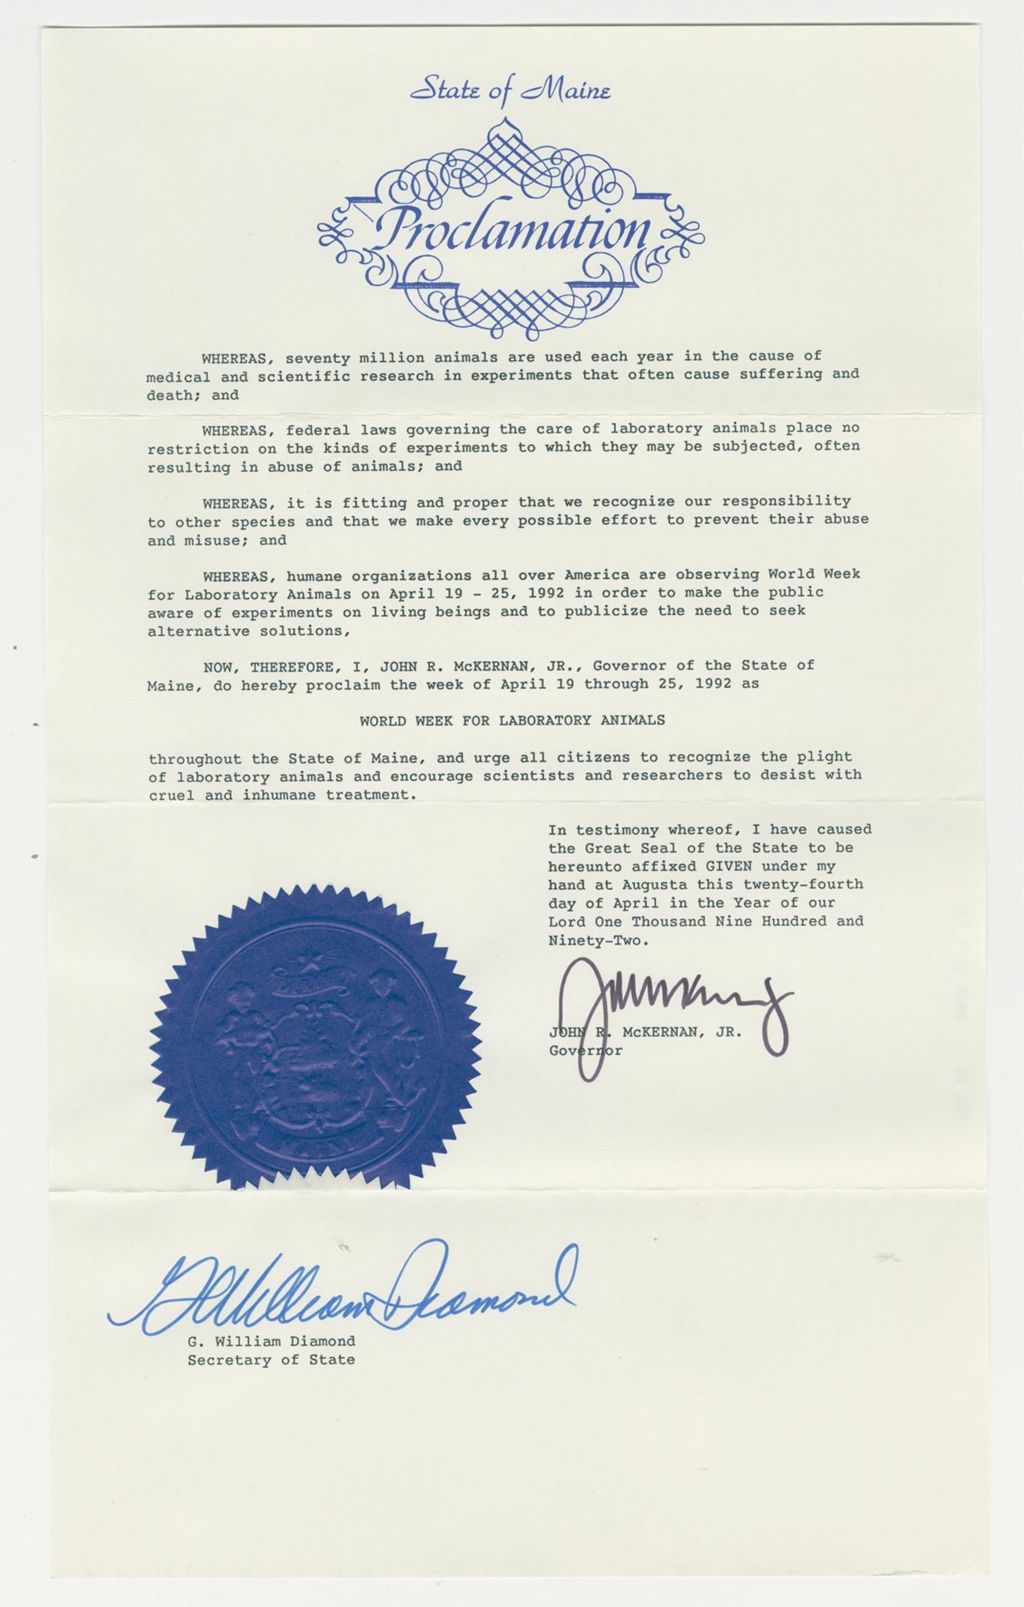 State of Maine
Proclamation
WHEREAS, seventy million animals are used each year in the cause of
medical and scientific research in experiments that often cause suffering and
death; and
WHEREAS, federal laws governing the care of laboratory animals place no
restriction on the kinds of experiments to which they may be subjected, often
resulting in abuse of animals; and
WHEREAS, it is fitting and proper that we recognize our responsibility
to other species and that we make every possible effort to prevent their abuse
and misuse; and
WHEREAS, humane organizations all over America are observing World Week
for Laboratory Animals on April 19 - 25, 1992 in order to make the public
aware of experiments on living beings and to publicize the need to seek
alternative solutions,
NOW, THEREFORE, I, JOHN R. McKERNAN, JR., Governor of the State of
Maine, do hereby proclaim the week of April 19 through 25, 1992 as
WORLD WEEK FOR LABORATORY ANIMALS
throughout the State of Maine, and urge all citizens to recognize the plight
of laboratory animals and encourage scientists and researchers to desist with
cruel and inhumane treatment.
In testimony whereof, I have caused
the Great Seal of the State to be
hereunto affixed GIVEN under my
hand at Augusta this twenty-fourth
day of April in the Year of our
Lord One Thousand Nine Hundred and
Ninety-Two.
JOHN R. McKERNAN, JR.
Governor
G William Diamond
G. William Diamond
Secretary of State